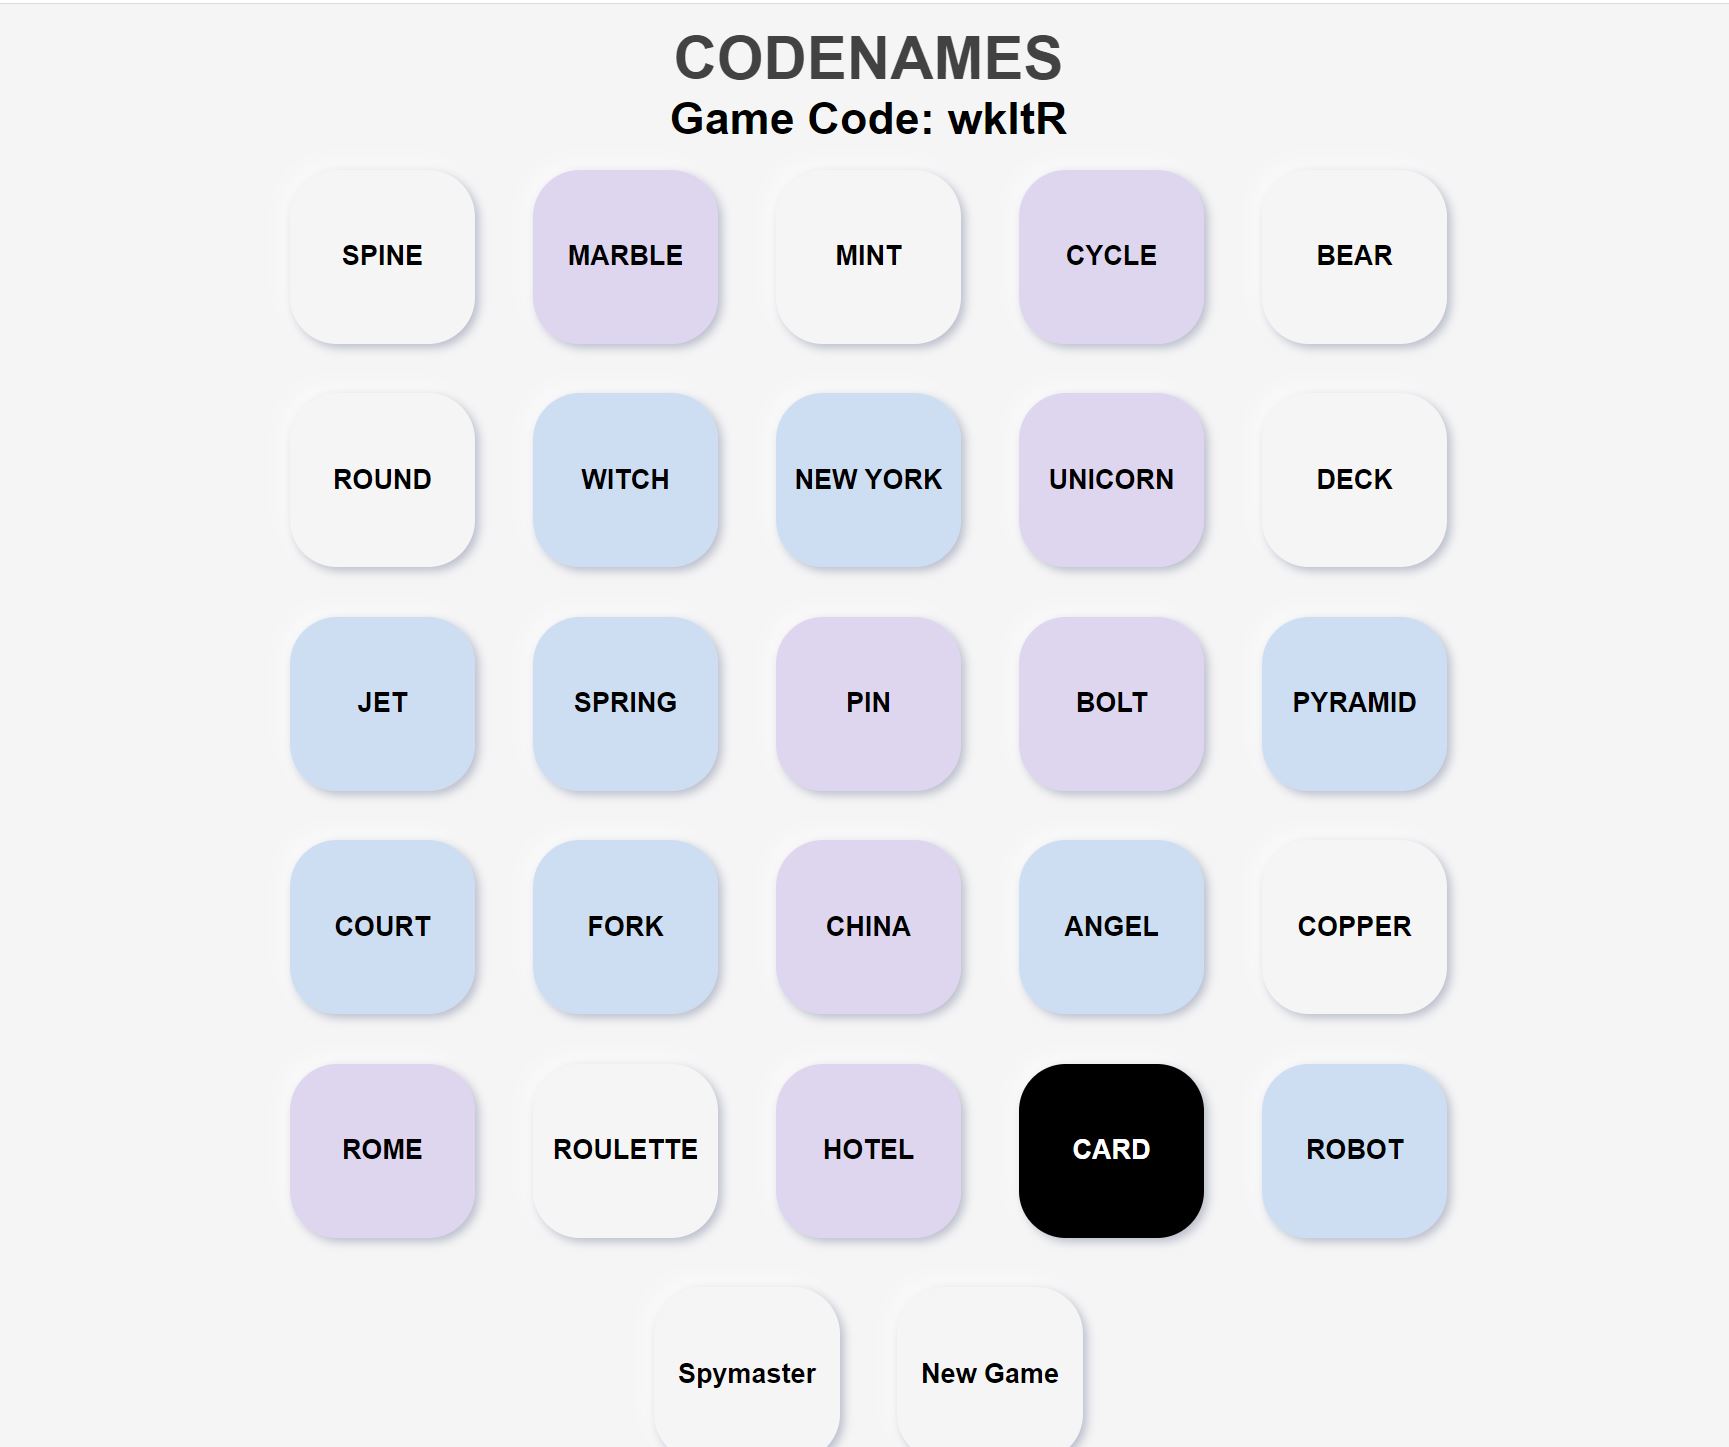 CODENAMES
Game Code: wkItR
SPINE
MARBLE
MINT
CYCLE
BEAR
ROUND
WITCH
NEW YORK
UNICORN
DECK
JET
SPRING
PIN
BOLT
PYRAMID
COURT
FORK
CHINA
ANGEL
COPPER
ROME
ROULETTE
HOTEL
CARD
ROBOT
Spymaster
New Game